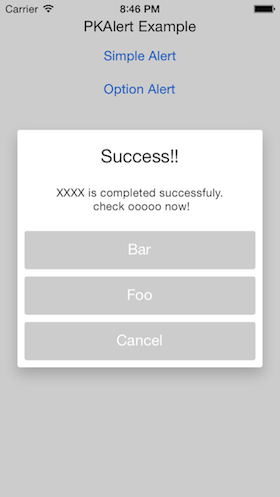 Carrier 8:46 PM
PKAlert Example
Simple Alert
Option Alert
Success!!
XXXX is completed successfuly.
check ooooo now!
Bar
Foo
Cancel